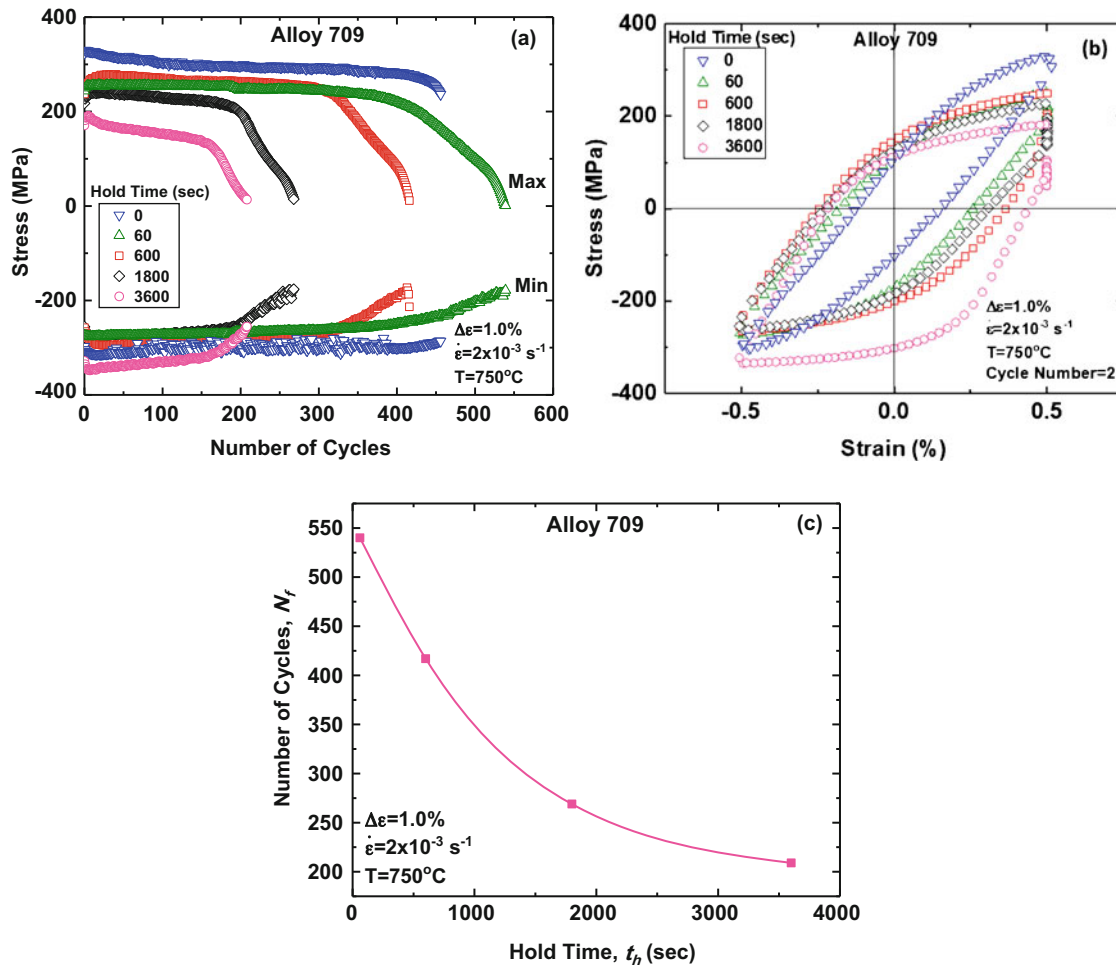 Alloy 709
(a)
400
200
0
-200
-400
Stress (MPa)
0
100
200
300
400
500
600
Number of Cycles
Hold Time (sec)
0
60
600
1800
3600
Max
Min
Δε=1.0%
ε̇=2x10⁻³ s⁻¹
T=750°C
Hold Time (sec)
0
60
600
1800
3600
Alloy 709
(b)
400
200
0
-200
-400
Stress (MPa)
-0.5
0.0
0.5
Strain (%)
Δε=1.0%
ε̇=2x10⁻³ s⁻¹
T=750°C
Cycle Number=2
Alloy 709
(c)
550
500
450
400
350
300
250
200
Number of Cycles, Nf
Δε=1.0%
ε̇=2x10⁻³ s⁻¹
T=750°C
0
1000
2000
3000
4000
Hold Time, th (sec)